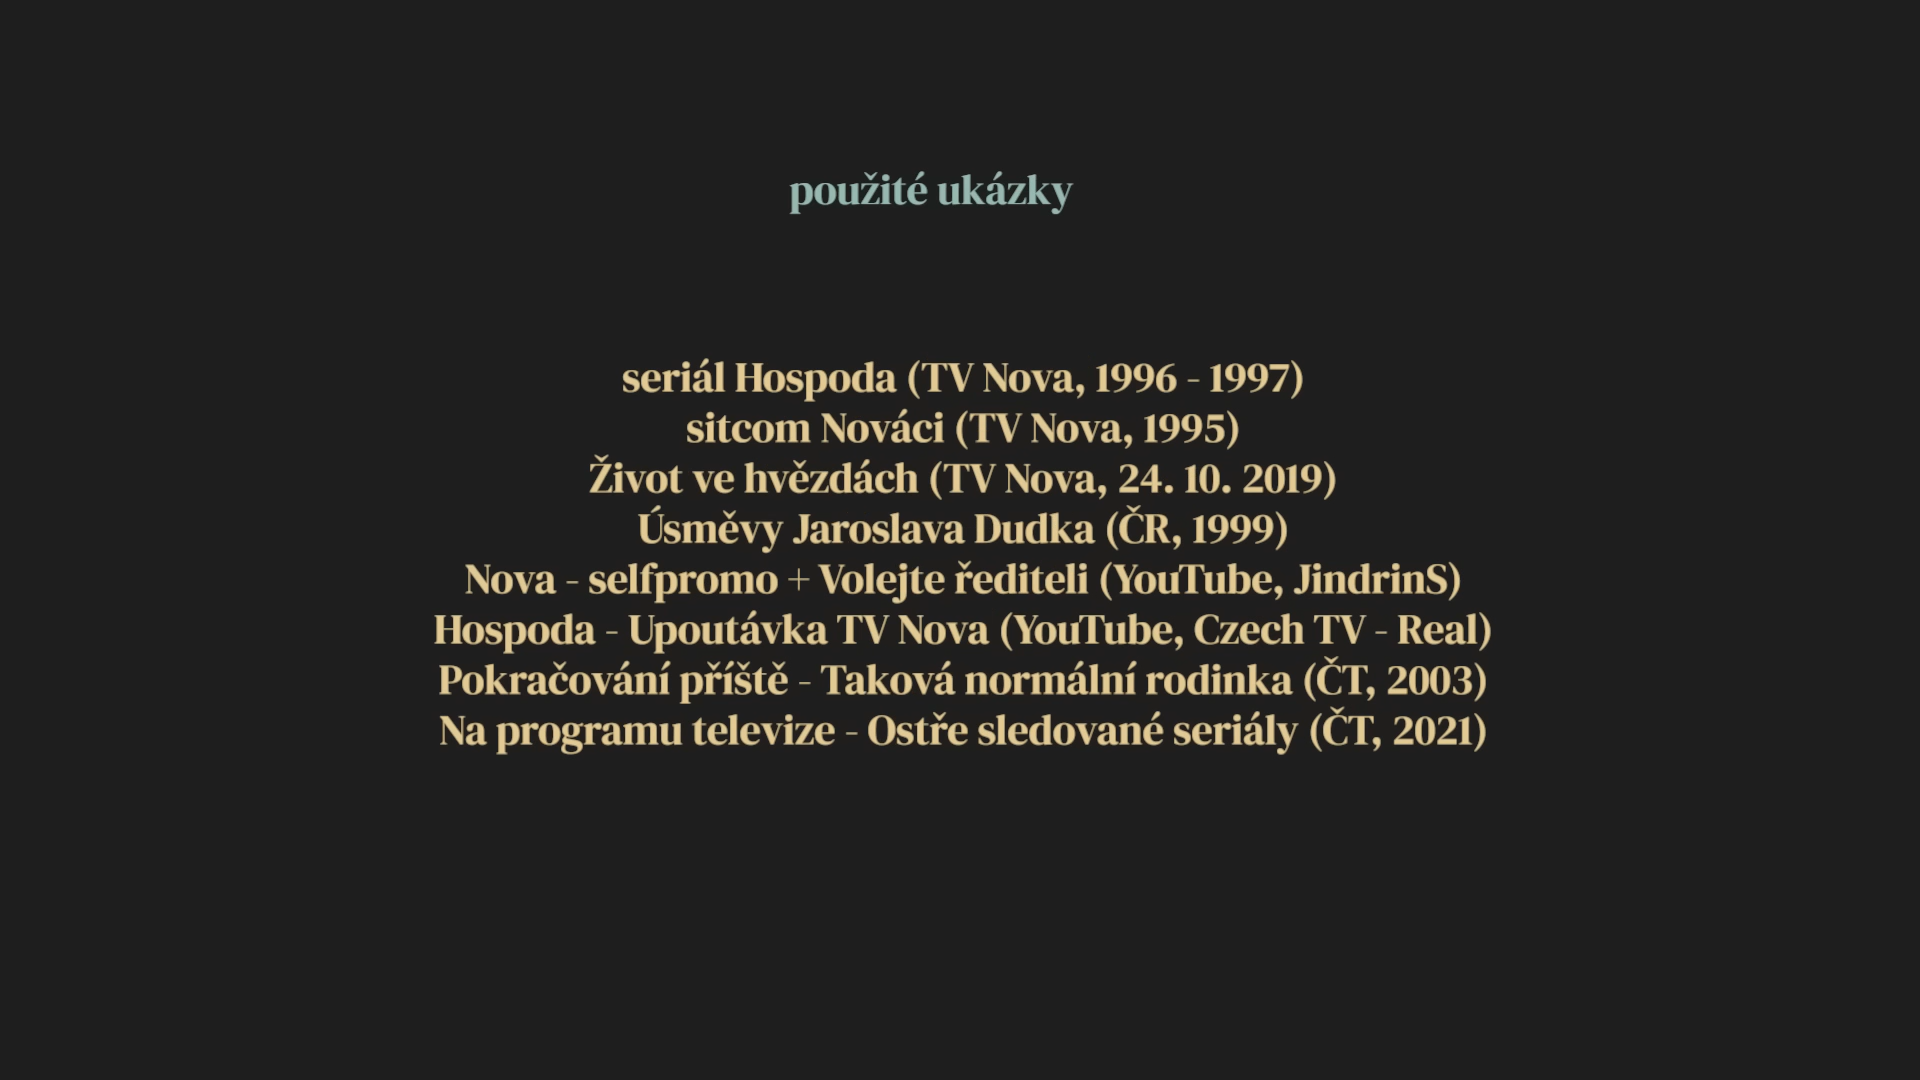 použité ukázky
seriál Hospoda (TV Nova, 1996 - 1997)
sitcom Nováci (TV Nova, 1995)
Život ve hvězdách (TV Nova, 24. 10. 2019)
Úsměvy Jaroslava Dudka (ČR, 1999)
Nova - selfpromo + Volejte řediteli (YouTube, JindrinS)
Hospoda - Upoutávka TV Nova (YouTube, Czech TV - Real)
Pokračování příště - Taková normální rodinka (ČT, 2003)
Na programu televize - Ostře sledované seriály (ČT, 2021)